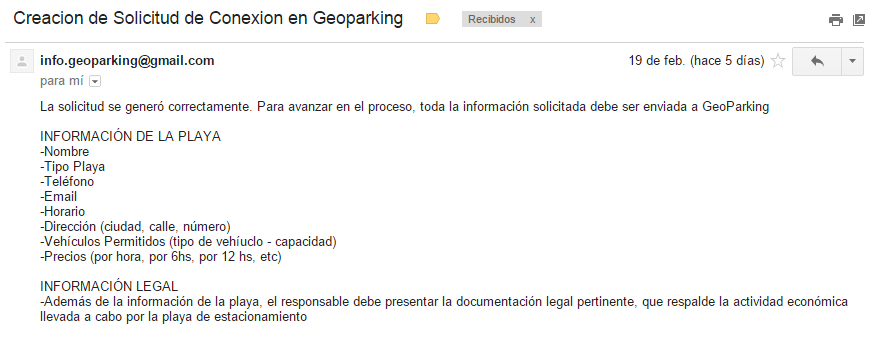 Creacion de Solicitud de Conexion en Geoparking
Recibidos x
info.geoparking@gmail.com
19 de feb. (hace 5 días)
para mí
La solicitud se generó correctamente. Para avanzar en el proceso, toda la información solicitada debe ser enviada a GeoParking
INFORMACIÓN DE LA PLAYA
-Nombre
-Tipo Playa
-Teléfono
-Email
-Horario
-Dirección (ciudad, calle, número)
-Vehículos Permitidos (tipo de vehíuclo - capacidad)
-Precios (por hora, por 6hs, por 12 hs, etc)
INFORMACIÓN LEGAL
-Además de la información de la playa, el responsable debe presentar la documentación legal pertinente, que respalde la actividad económica
llevada a cabo por la playa de estacionamiento